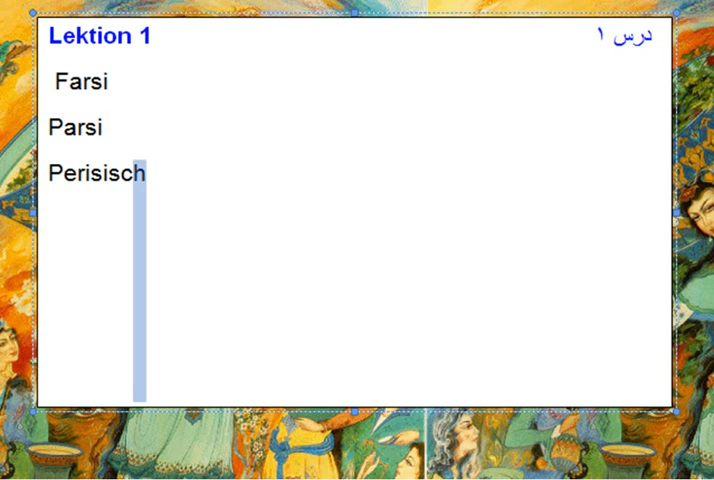 Lektion 1 درس ۱
Farsi
Parsi
Perisisch